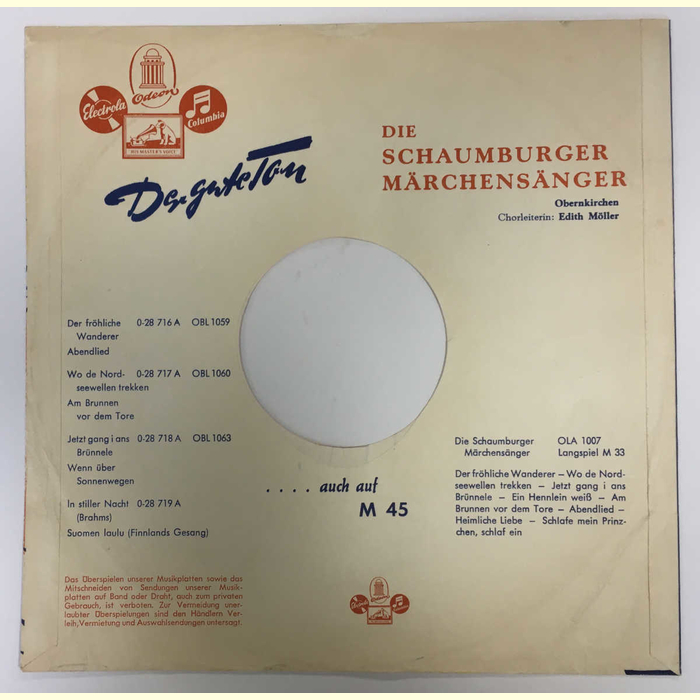 Electrola
Odeon
Columbia
HIS MASTER'S VOICE
Der gute Ton
DIE
SCHAUMBURGER
MÄRCHENSÄNGER
Obernkirchen
Chorleiterin: Edith Möller
Der fröhliche 0-28 716 A OBL 1059
Wanderer
Abendlied
Wo de Nord- 0-28 717 A OBL 1060
seewellen trekken
Am Brunnen
vor dem Tore
Jetzt gang i ans 0-28 718 A OBL 1063
Brünnele
Wenn über
Sonnenwegen
In stiller Nacht 0-28 719 A
(Brahms)
Suomen laulu (Finnlands Gesang)
. . . . auch auf
M 45
Die Schaumburger OLA 1007
Märchensänger Langspiel M 33
Der fröhliche Wanderer – Wo de Nord-
seewellen trekken – Jetzt gang i ans
Brünnele – Ein Hennlein weiß – Am
Brunnen vor dem Tore – Abendlied –
Heimliche Liebe – Schlafe mein Prinz-
chen, schlaf ein
Das Überspielen unserer Musikplatten sowie das
Mitschneiden von Sendungen unserer Musik-
platten auf Band oder Draht, auch zum privaten
Gebrauch, ist verboten. Zur Vermeidung uner-
laubter Überspielungen sind den Händlern Ver-
leih, Vermietung und Auswahlsendungen untersagt.